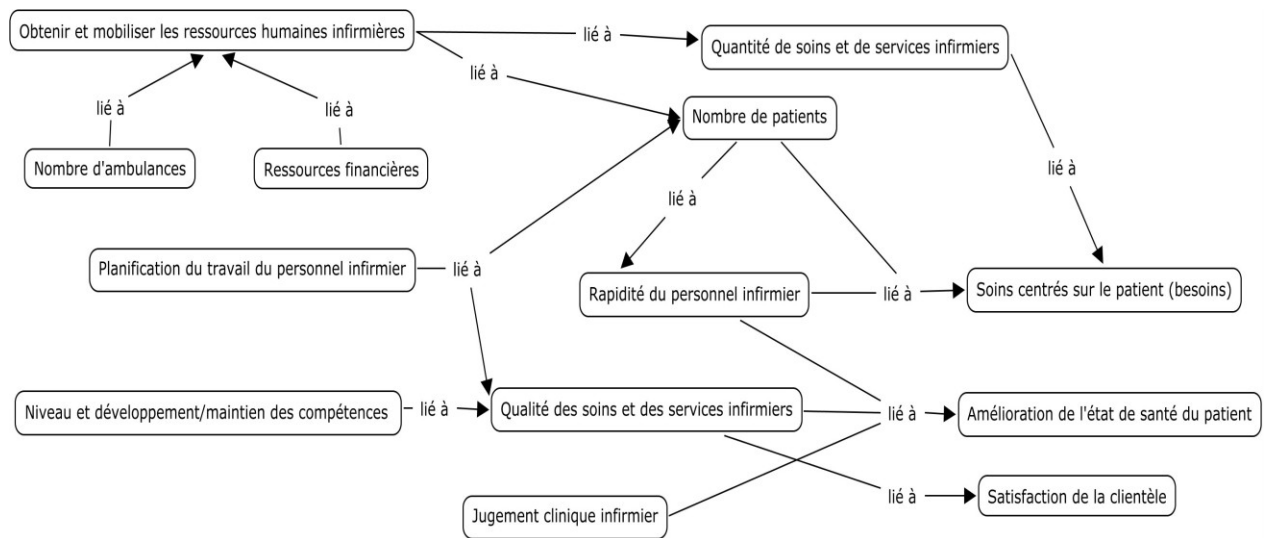 Obtenir et mobiliser les ressources humaines infirmières
lié à
Quantité de soins et de services infirmiers
lié à
lié à
lié à
Nombre de patients
Nombre d'ambulances
Ressources financières
lié à
lié à
Planification du travail du personnel infirmier
lié à
Rapidité du personnel infirmier
lié à
Soins centrés sur le patient (besoins)
Niveau et développement/maintien des compétences
lié à
Qualité des soins et des services infirmiers
lié à
Amélioration de l'état de santé du patient
lié à
Satisfaction de la clientèle
Jugement clinique infirmier